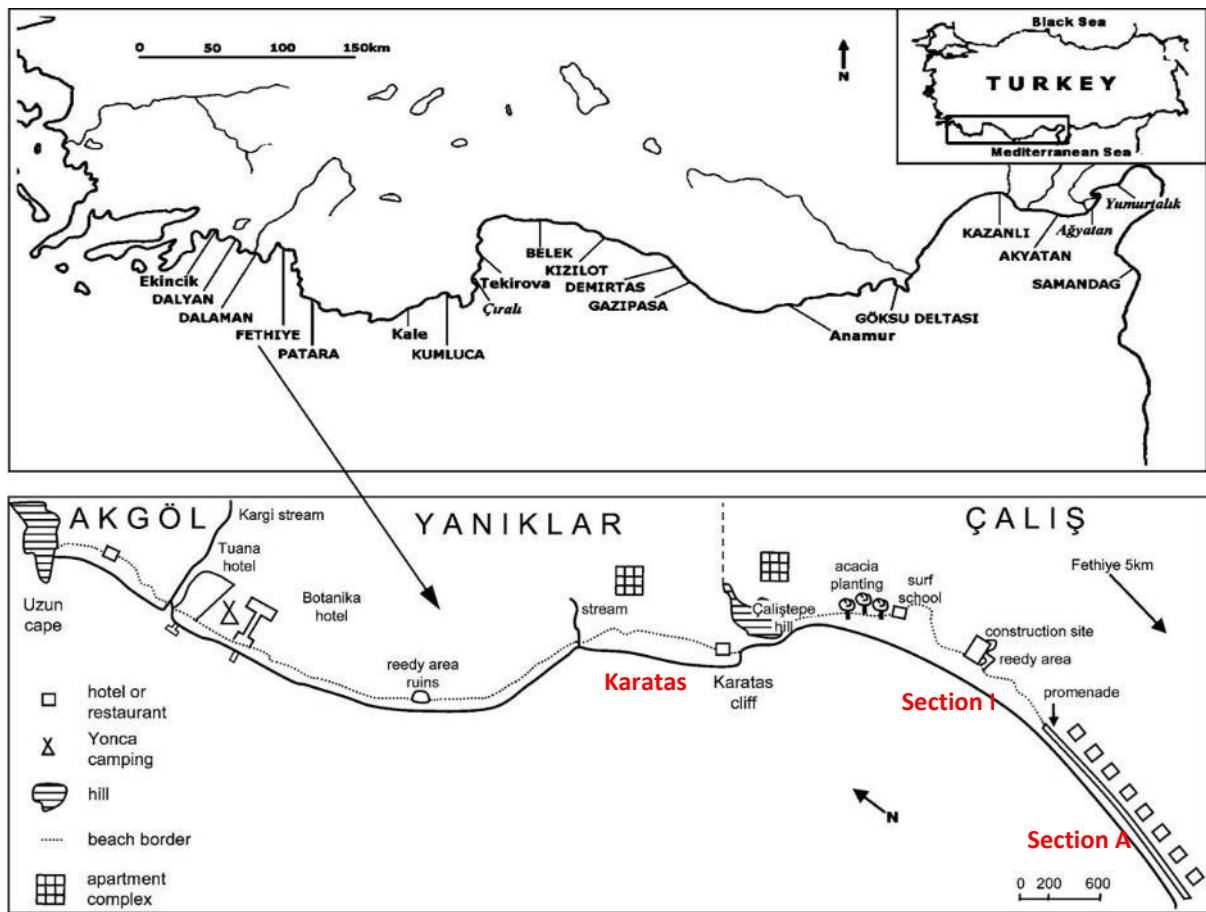 0 50 100 150km
N
Black Sea
TURKEY
Mediterranean Sea
Ekincik
DALYAN
DALAMAN
FETHIYE
PATARA
Kale
KUMLUCA
Tekirova
Çıralı
BELEK
KIZILOT
DEMIRTAS
GAZIPASA
Anamur
GÖKSU DELTASI
KAZANLI
AKYATAN
Ağyatan
Yumurtalık
SAMANDAG
AKGÖL
YANIKLAR
ÇALIŞ
Kargi stream
Tuana
hotel
Botanika
hotel
Uzun
cape
reedy area
ruins
stream
Karatas
Karatas
cliff
Çaliştepe
hill
acacia
planting
surf
school
Fethiye 5km
construction site
reedy area
promenade
Section I
Section A
N
0 200 600
hotel or
restaurant
Yonca
camping
hill
beach border
apartment
complex